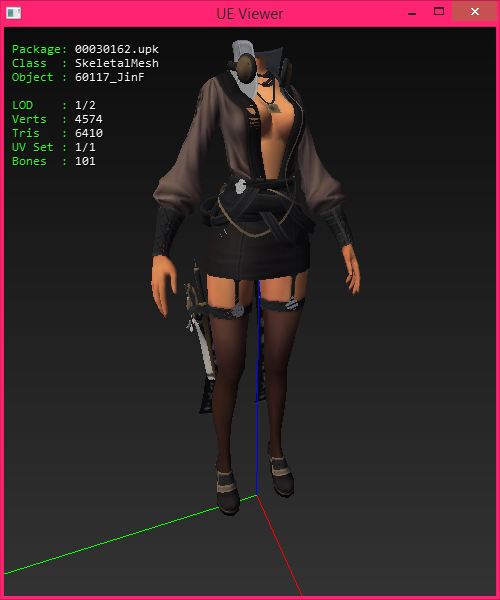 UE Viewer
Package: 00030162.upk
Class  : SkeletalMesh
Object : 60117_JinF
LOD    : 1/2
Verts  : 4574
Tris   : 6410
UV Set : 1/1
Bones  : 101